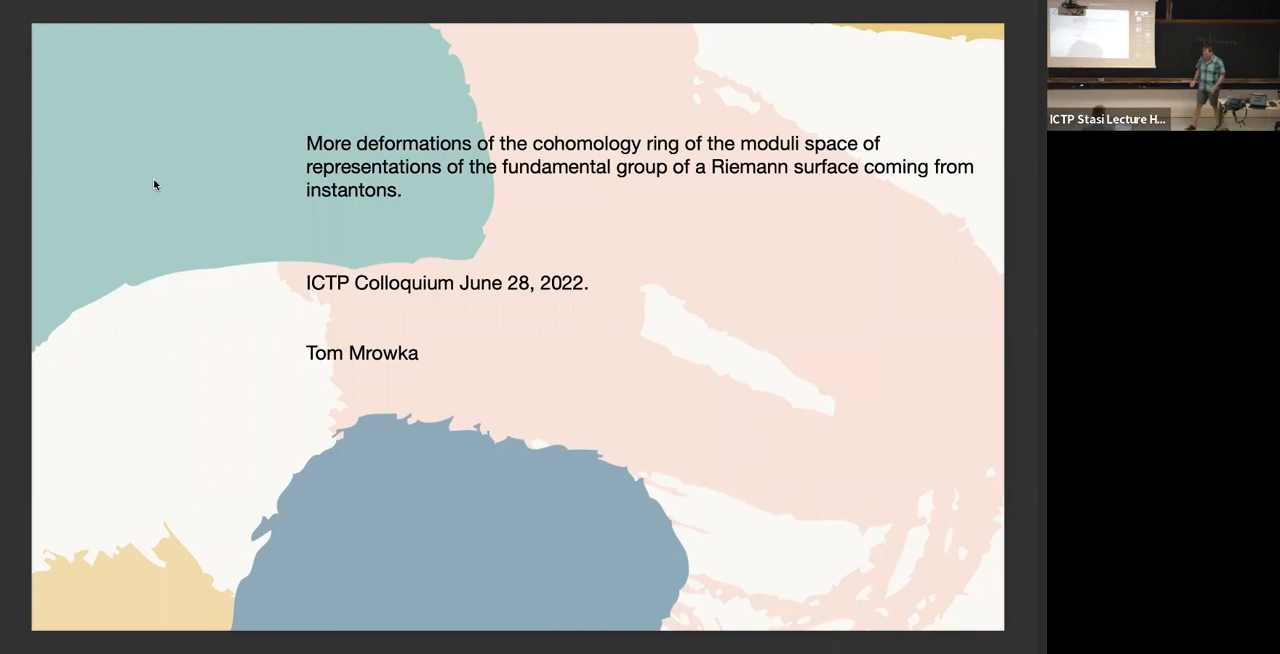 More deformations of the cohomology ring of the moduli space of
representations of the fundamental group of a Riemann surface coming from
instantons.
ICTP Colloquium June 28, 2022.
Tom Mrowka
ICTP Stasi Lecture H...